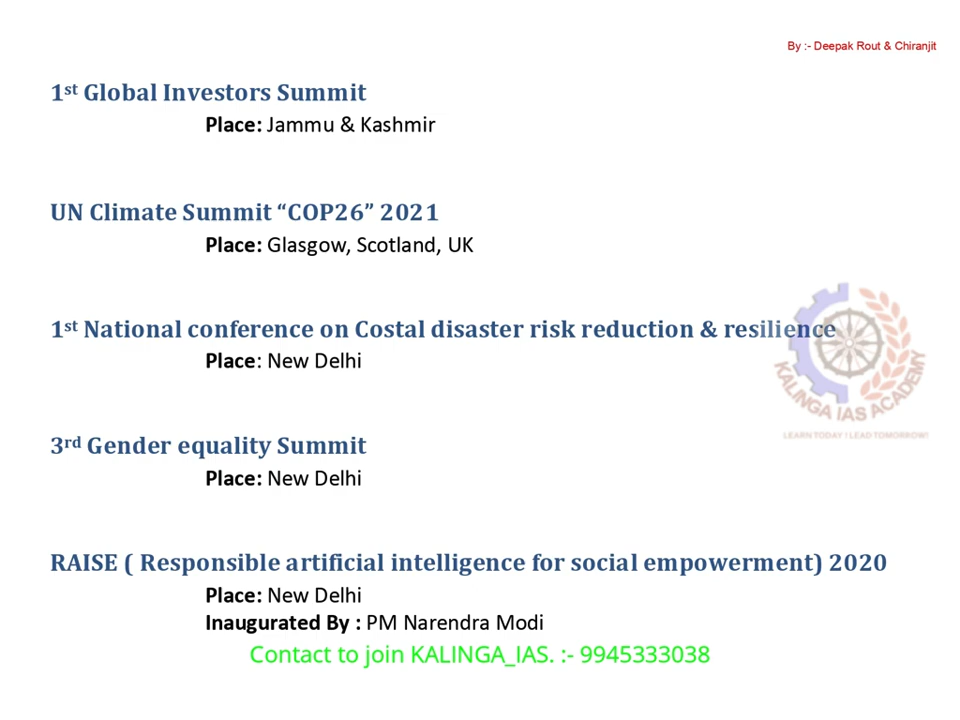 By :- Deepak Rout & Chiranjit
1st Global Investors Summit
Place: Jammu & Kashmir
UN Climate Summit “COP26” 2021
Place: Glasgow, Scotland, UK
1st National conference on Costal disaster risk reduction & resilience
Place: New Delhi
KALINGA IAS ACADEMY
LEARN TODAY ! LEAD TOMORROW!
3rd Gender equality Summit
Place: New Delhi
RAISE ( Responsible artificial intelligence for social empowerment) 2020
Place: New Delhi
Inaugurated By : PM Narendra Modi
Contact to join KALINGA_IAS. :- 9945333038